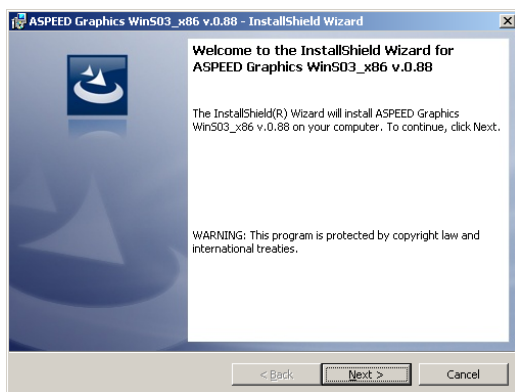 ASPEED Graphics WinS03_x86 v.0.88 - InstallShield Wizard
Welcome to the InstallShield Wizard for
ASPEED Graphics WinS03_x86 v.0.88
The InstallShield(R) Wizard will install ASPEED Graphics
WinS03_x86 v.0.88 on your computer. To continue, click Next.
WARNING: This program is protected by copyright law and
international treaties.
< Back
Next >
Cancel